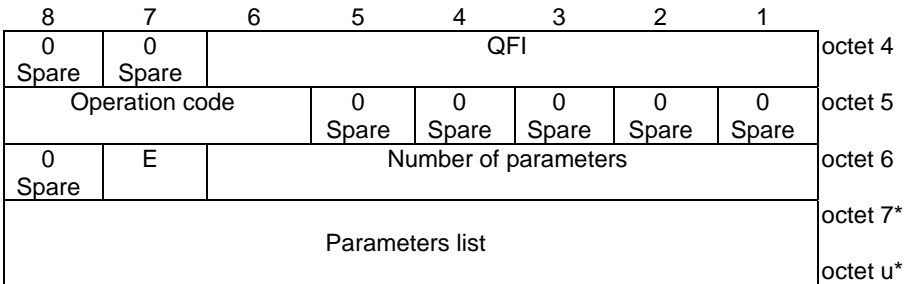 8 7 6 5 4 3 2 1
0 0 QFI octet 4
Spare Spare
Operation code 0 0 0 0 0 octet 5
Spare Spare Spare Spare Spare
0 E Number of parameters octet 6
Spare
octet 7*
Parameters list
octet u*